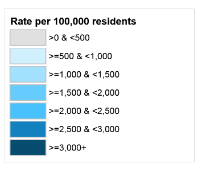 Rate per 100,000 residents
>0 & <500
>=500 & <1,000
>=1,000 & <1,500
>=1,500 & <2,000
>=2,000 & <2,500
>=2,500 & <3,000
>=3,000+